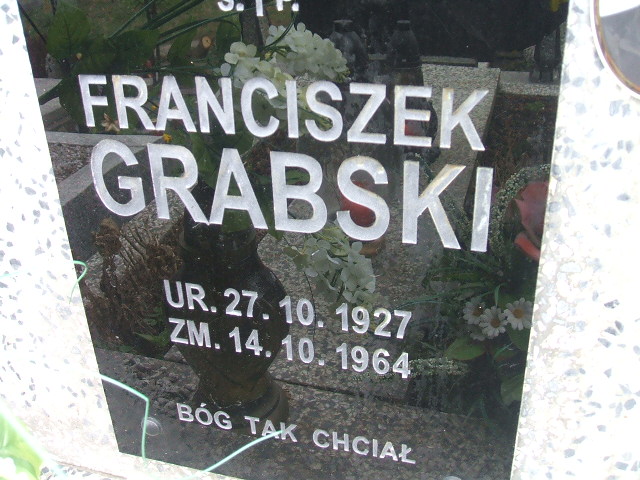 Ś. † P.
FRANCISZEK
GRABSKI
UR. 27. 10. 1927
ZM. 14. 10. 1964
BÓG TAK CHCIAŁ